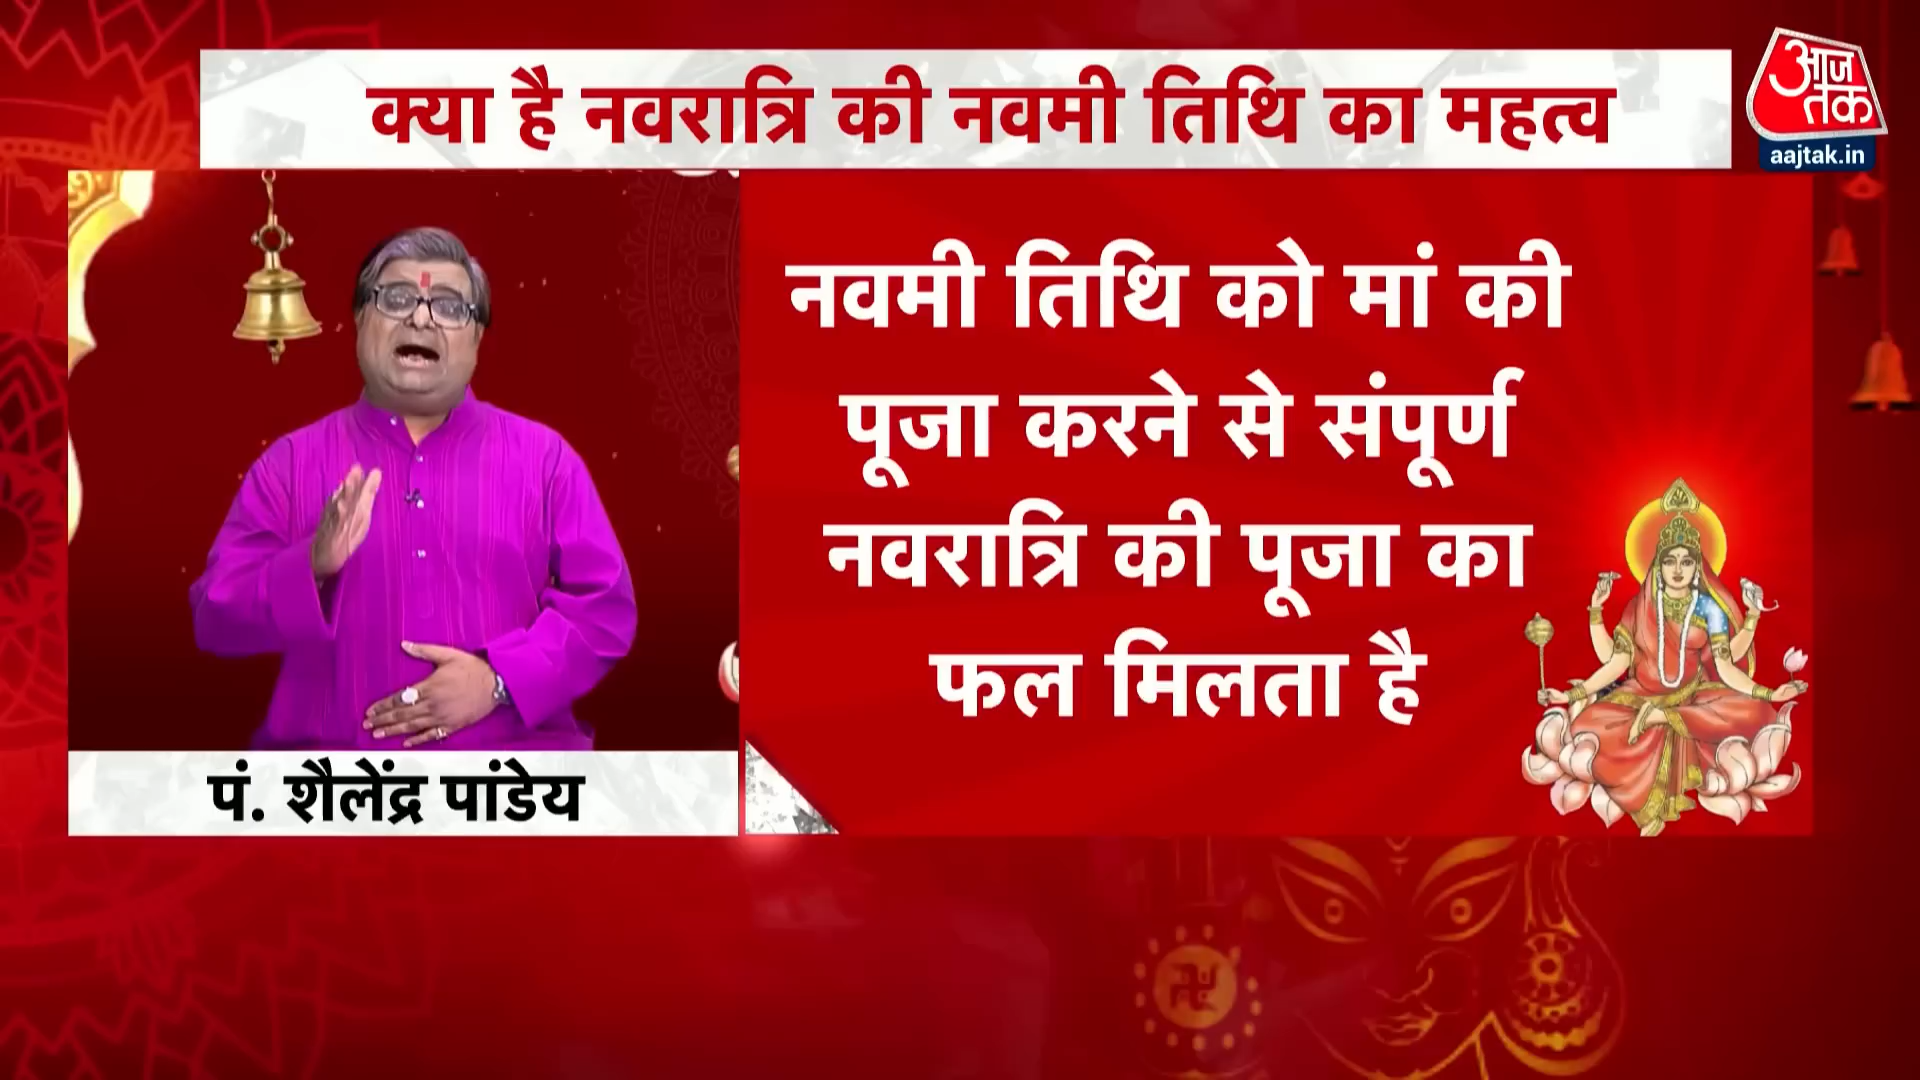 क्या है नवरात्रि की नवमी तिथि का महत्व
आज
तक
aajtak.in
नवमी तिथि को मां की
पूजा करने से संपूर्ण
नवरात्रि की पूजा का
फल मिलता है
पं. शैलेंद्र पांडेय